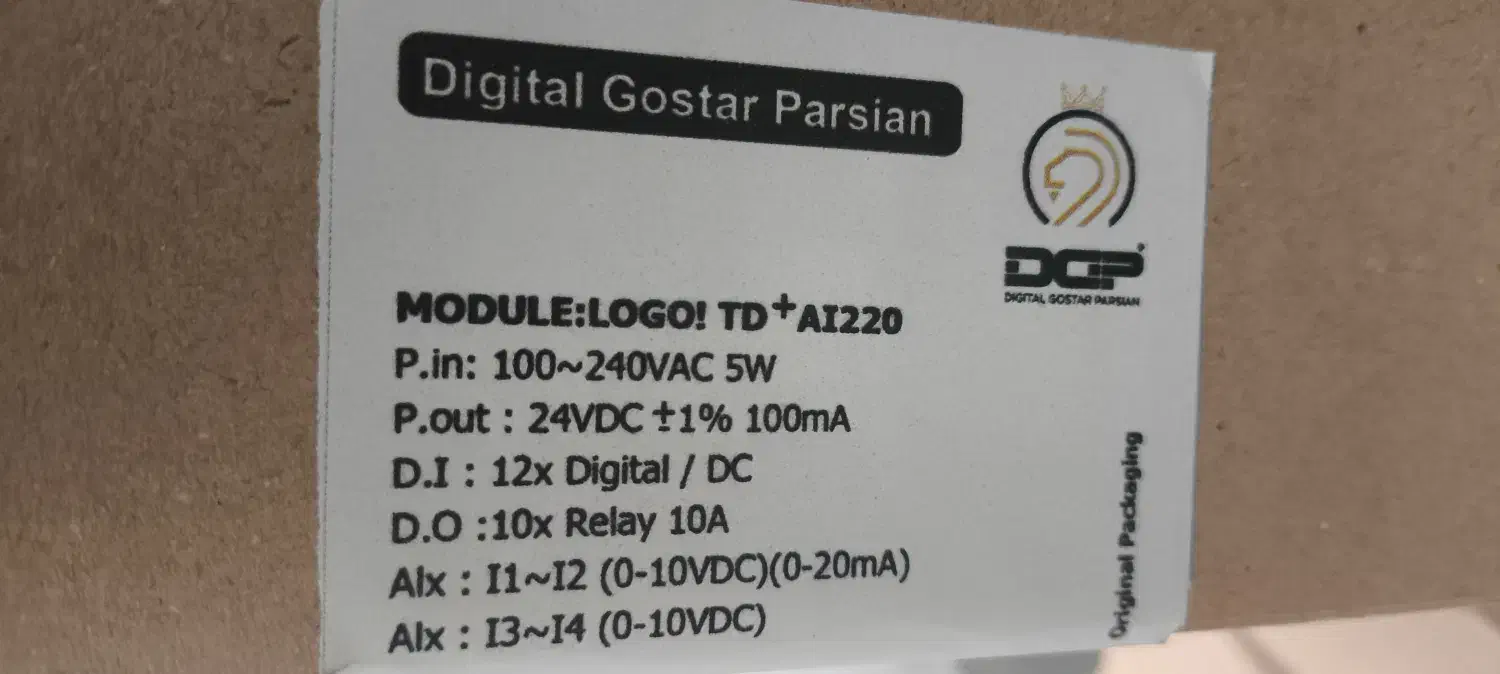 Digital Gostar Parsian
DGP
DIGITAL GOSTAR PARSIAN
MODULE:LOGO! TD+AI220
P.in: 100~240VAC 5W
P.out : 24VDC ±1% 100mA
D.I : 12x Digital / DC
D.O :10x Relay 10A
AIx : I1~I2 (0-10VDC)(0-20mA)
AIx : I3~I4 (0-10VDC)
Original Packaging